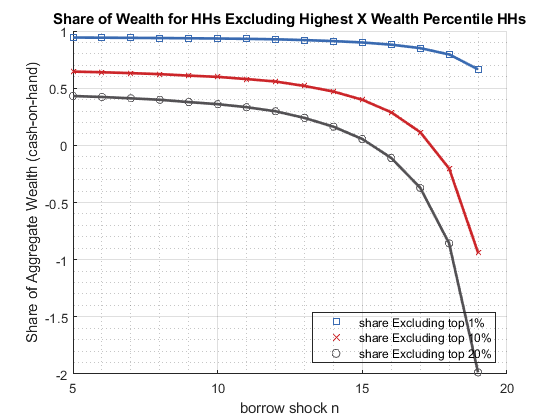 Share of Wealth for HHs Excluding Highest X Wealth Percentile HHs
1
0.5
0
-0.5
-1
-1.5
-2
Share of Aggregate Wealth (cash-on-hand)
share Excluding top 1%
share Excluding top 10%
share Excluding top 20%
5 10 15 20
borrow shock n